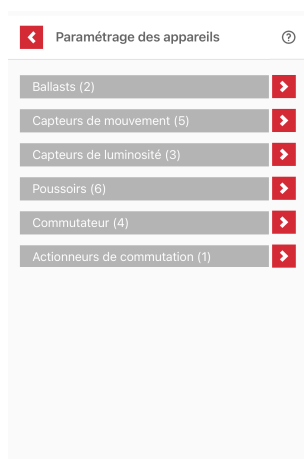 Paramétrage des appareils ?
Ballasts (2)
Capteurs de mouvement (5)
Capteurs de luminosité (3)
Poussoirs (6)
Commutateur (4)
Actionneurs de commutation (1)